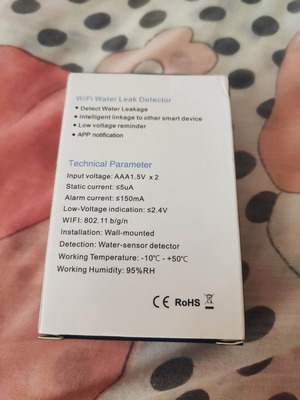 WiFi Water Leak Detector
• Detect Water Leakage
• Intelligent linkage to other smart device
• Low voltage reminder
• APP notification
Technical Parameter
Input voltage: AAA1.5V x 2
Static current: ≤5uA
Alarm current: ≤150mA
Low-Voltage indication: ≤2.4V
WIFI: 802.11 b/g/n
Installation: Wall-mounted
Detection: Water-sensor detector
Working Temperature: -10℃ - +50℃
Working Humidity: 95%RH
CE RoHS